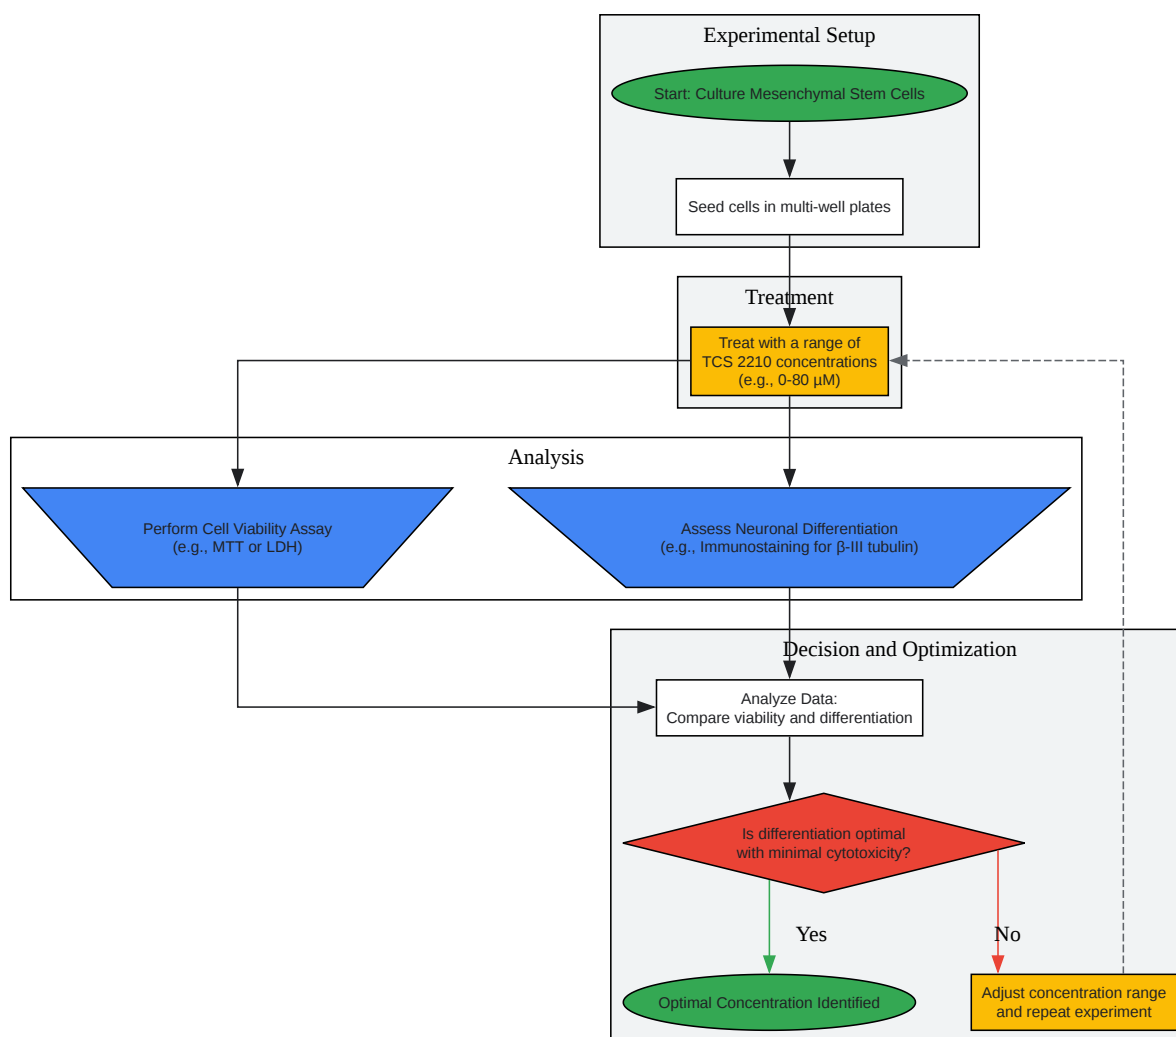 Experimental Setup
Start: Culture Mesenchymal Stem Cells
Seed cells in multi-well plates
Treatment
Treat with a range of
TCS 2210 concentrations
(e.g., 0-80 µM)
Analysis
Perform Cell Viability Assay
(e.g., MTT or LDH)
Assess Neuronal Differentiation
(e.g., Immunostaining for β-III tubulin)
Decision and Optimization
Analyze Data:
Compare viability and differentiation
Is differentiation optimal
with minimal cytotoxicity?
Yes
No
Optimal Concentration Identified
Adjust concentration range
and repeat experiment